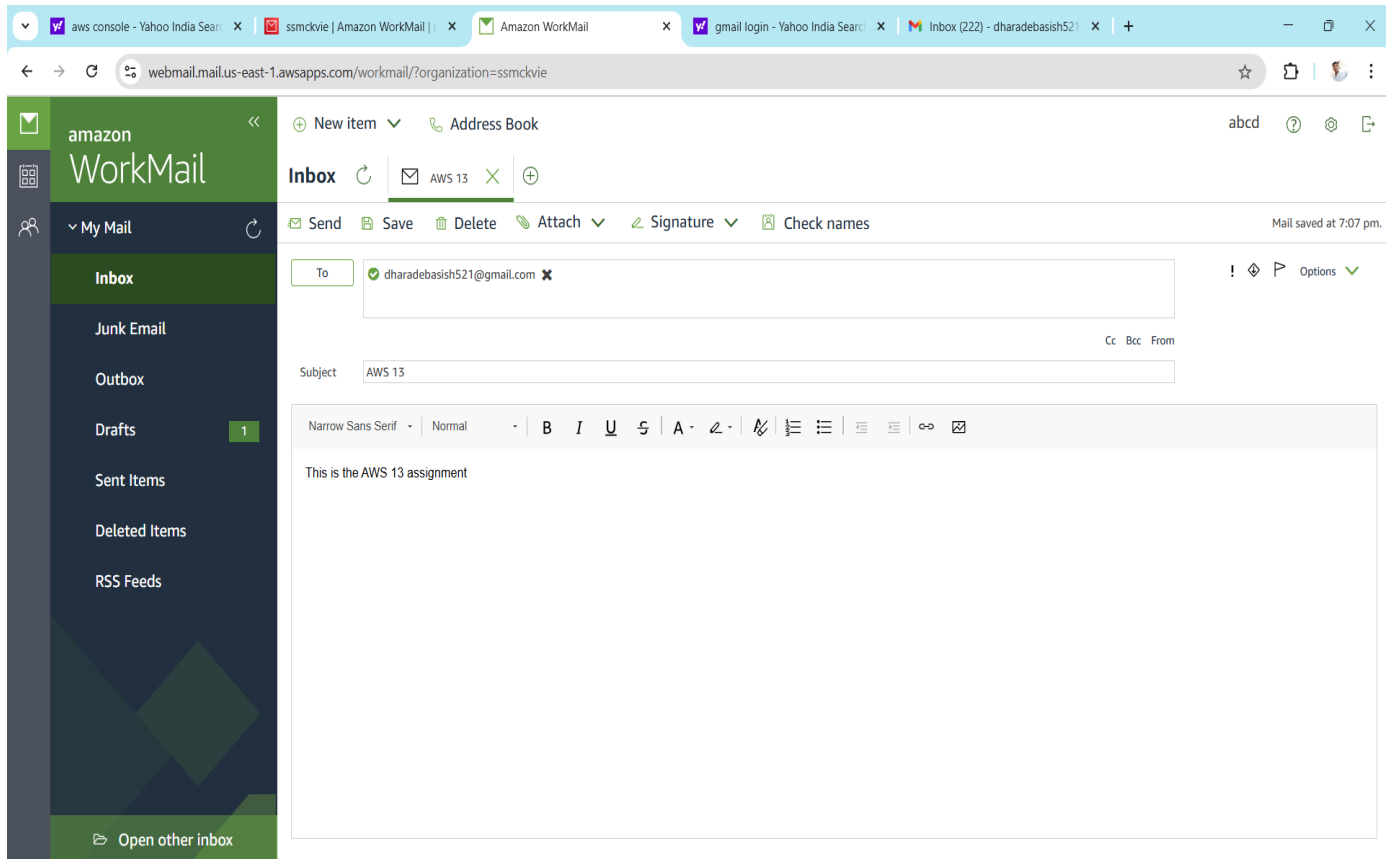 aws console - Yahoo India Searc
ssmckvie | Amazon WorkMail | u
Amazon WorkMail
gmail login - Yahoo India Search
Inbox (222) - dharadebasish521
webmail.mail.us-east-1.awsapps.com/workmail/?organization=ssmckvie
amazon
WorkMail
New item
Address Book
abcd
Inbox
AWS 13
My Mail
Send
Save
Delete
Attach
Signature
Check names
Mail saved at 7:07 pm.
Inbox
Junk Email
Outbox
Drafts 1
Sent Items
Deleted Items
RSS Feeds
Open other inbox
To
dharadebasish521@gmail.com
! Options
Cc Bcc From
Subject AWS 13
Narrow Sans Serif Normal B I U S A
This is the AWS 13 assignment